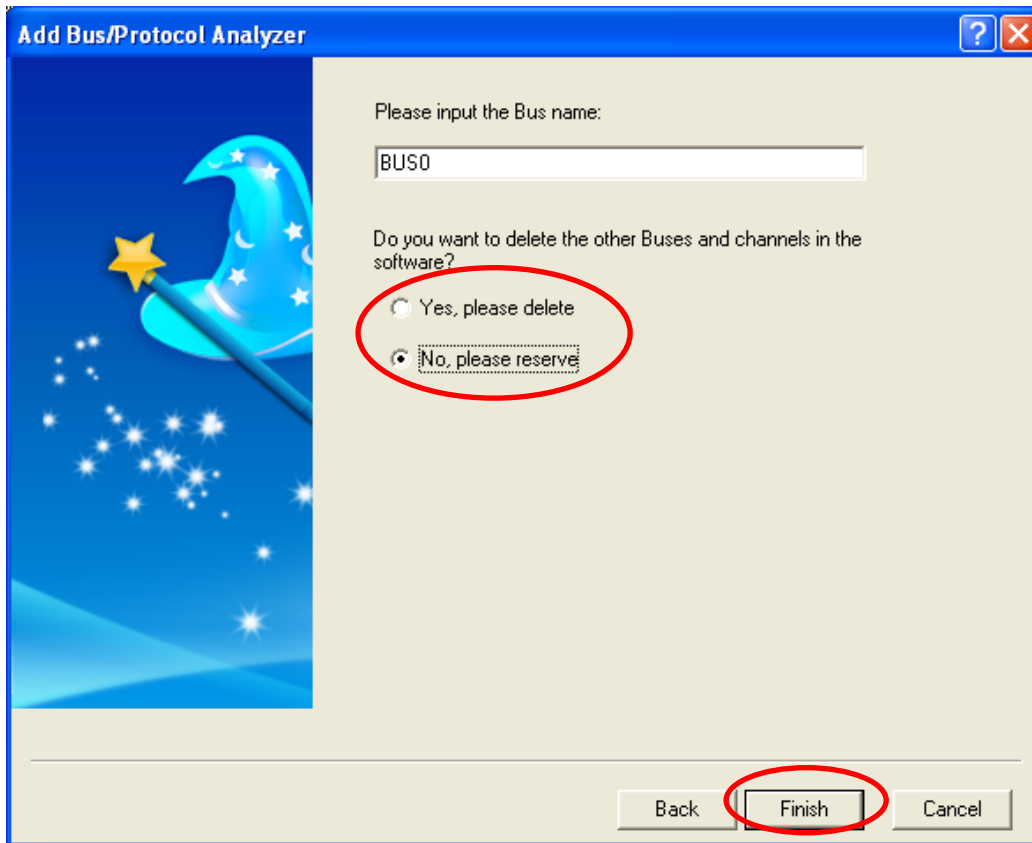 Add Bus/Protocol Analyzer
Please input the Bus name:
BUS0
Do you want to delete the other Buses and channels in the
software?
Yes, please delete
No, please reserve
Back Finish Cancel